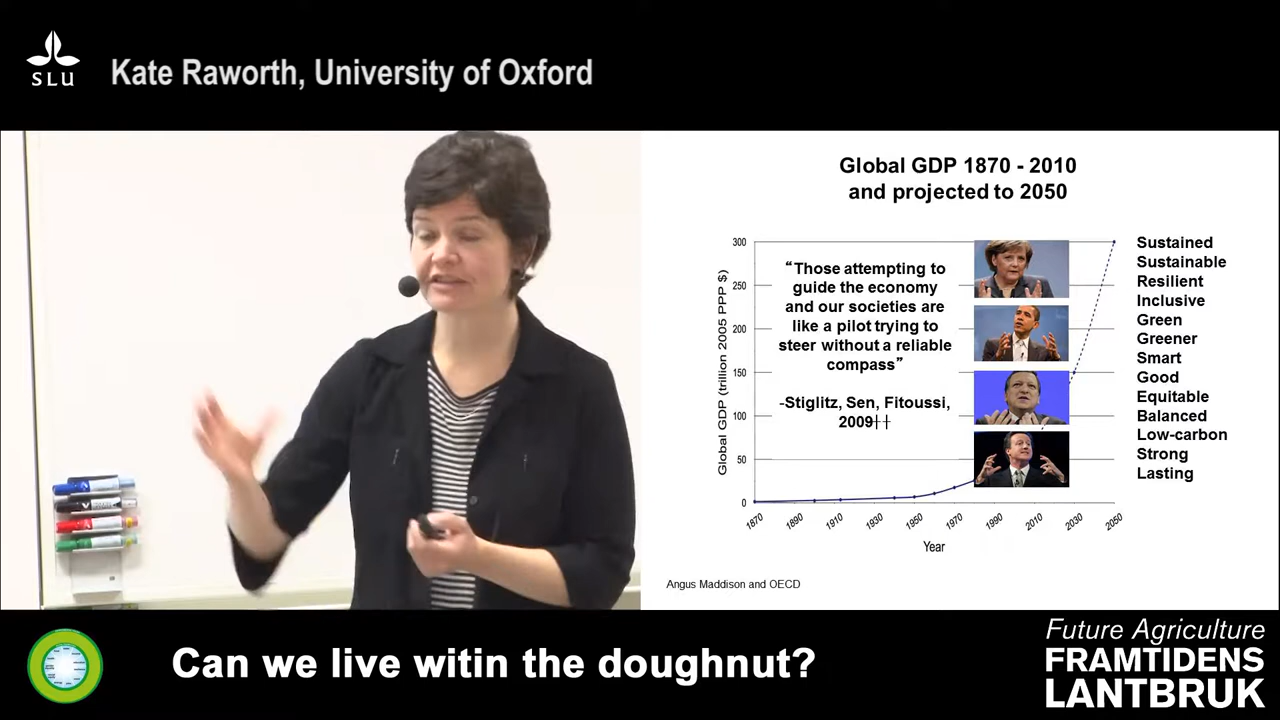 SLU
Kate Raworth, University of Oxford
Global GDP 1870 - 2010
and projected to 2050
300
250
200
150
100
50
0
Global GDP (trillion 2005 PPP $)
“Those attempting to
guide the economy
and our societies are
like a pilot trying to
steer without a reliable
compass”
-Stiglitz, Sen, Fitoussi,
2009┼┼
Sustained
Sustainable
Resilient
Inclusive
Green
Greener
Smart
Good
Equitable
Balanced
Low-carbon
Strong
Lasting
1870
1890
1910
1930
1950
1970
1990
2010
2030
2050
Year
Angus Maddison and OECD
Can we live witin the doughnut?
Future Agriculture
FRAMTIDENS
LANTBRUK